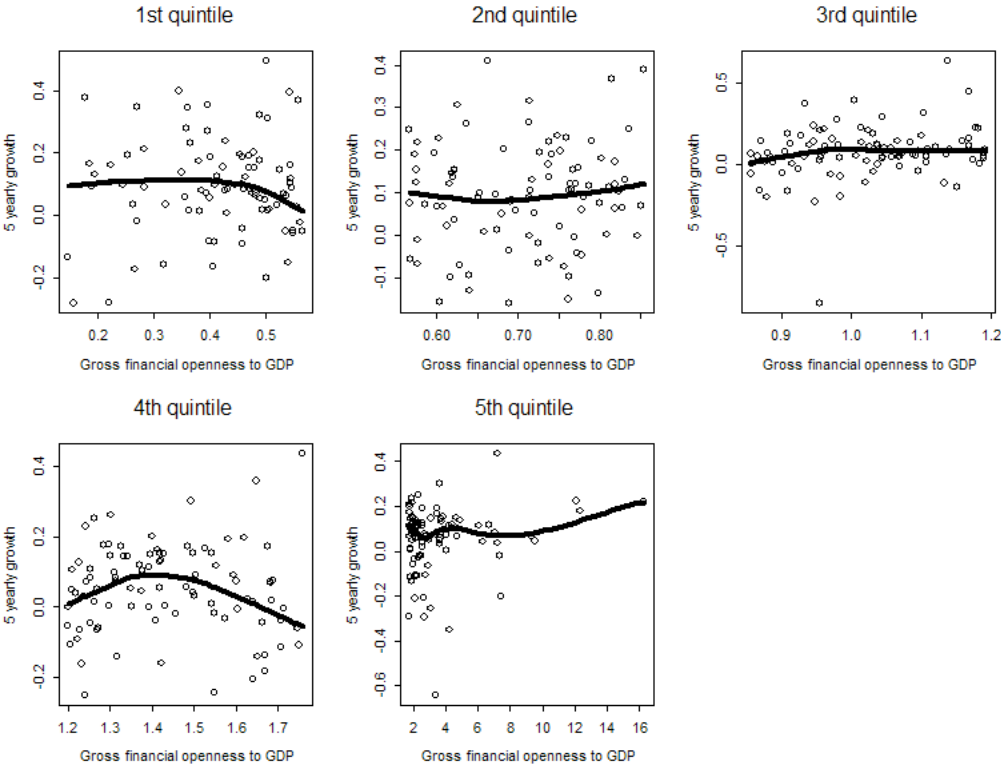 1st quintile
5 yearly growth
0.4
0.2
0.0
-0.2
0.2 0.3 0.4 0.5
Gross financial openness to GDP
2nd quintile
5 yearly growth
0.4
0.3
0.2
0.1
0.0
-0.1
0.60 0.70 0.80
Gross financial openness to GDP
3rd quintile
5 yearly growth
0.5
0.0
-0.5
0.9 1.0 1.1 1.2
Gross financial openness to GDP
4th quintile
5 yearly growth
0.4
0.2
0.0
-0.2
1.2 1.3 1.4 1.5 1.6 1.7
Gross financial openness to GDP
5th quintile
5 yearly growth
0.4
0.2
0.0
-0.2
-0.4
-0.6
2 4 6 8 10 12 14 16
Gross financial openness to GDP